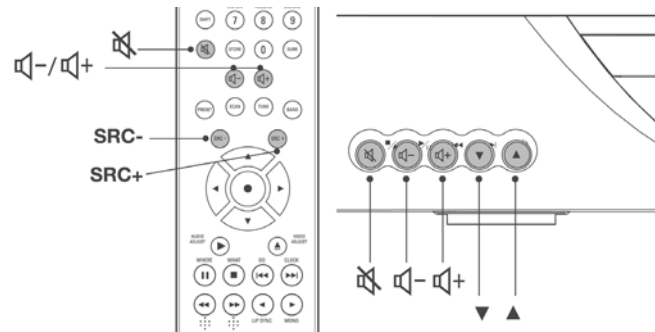 SHIFT 7 8 9
STORE 0 SURR
PRESET SCAN TUNE BAND
SRC - SRC +
SRC-
SRC+
AUDIO ADJUST VIDEO ADJUST
WHERE WHAT DO CLOCK
LIP SYNC MONO